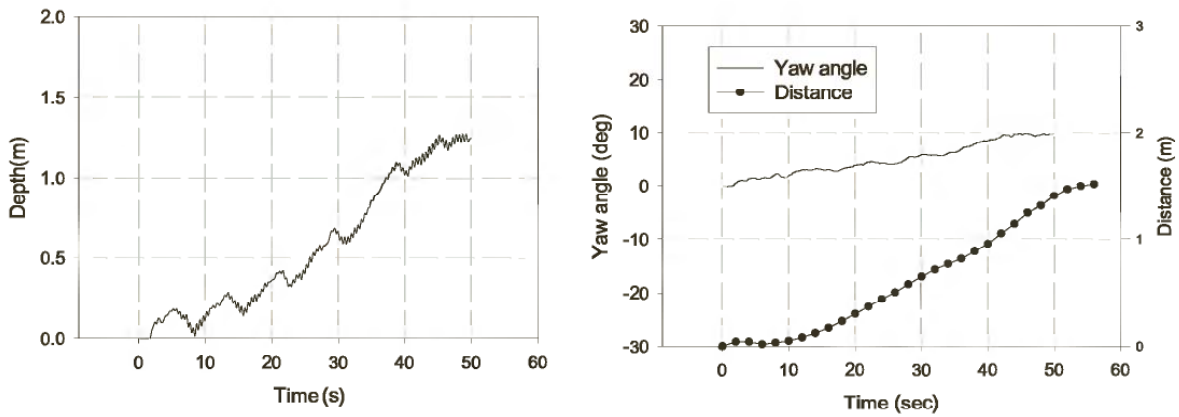 2.0
1.5
1.0
0.5
0.0
Depth(m)
0 10 20 30 40 50 60
Time (s)
30
20
10
0
-10
-20
-30
Yaw angle (deg)
Yaw angle
Distance
3
2
1
0
Distance (m)
0 10 20 30 40 50 60
Time (sec)